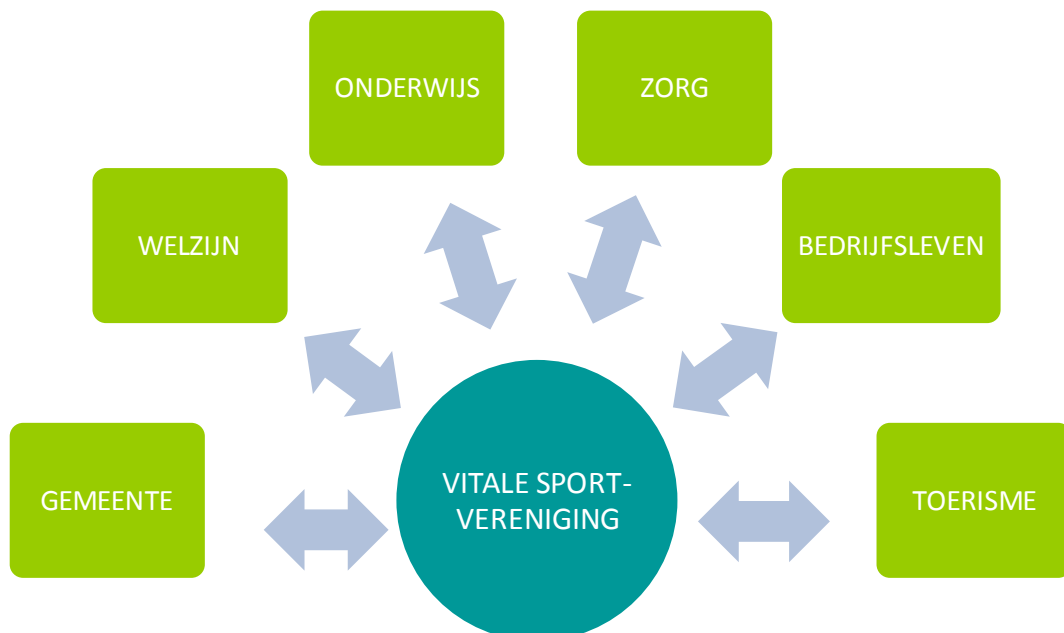 ONDERWIJS
ZORG
WELZIJN
BEDRIJFSLEVEN
GEMEENTE
VITALE SPORT-
VERENIGING
TOERISME